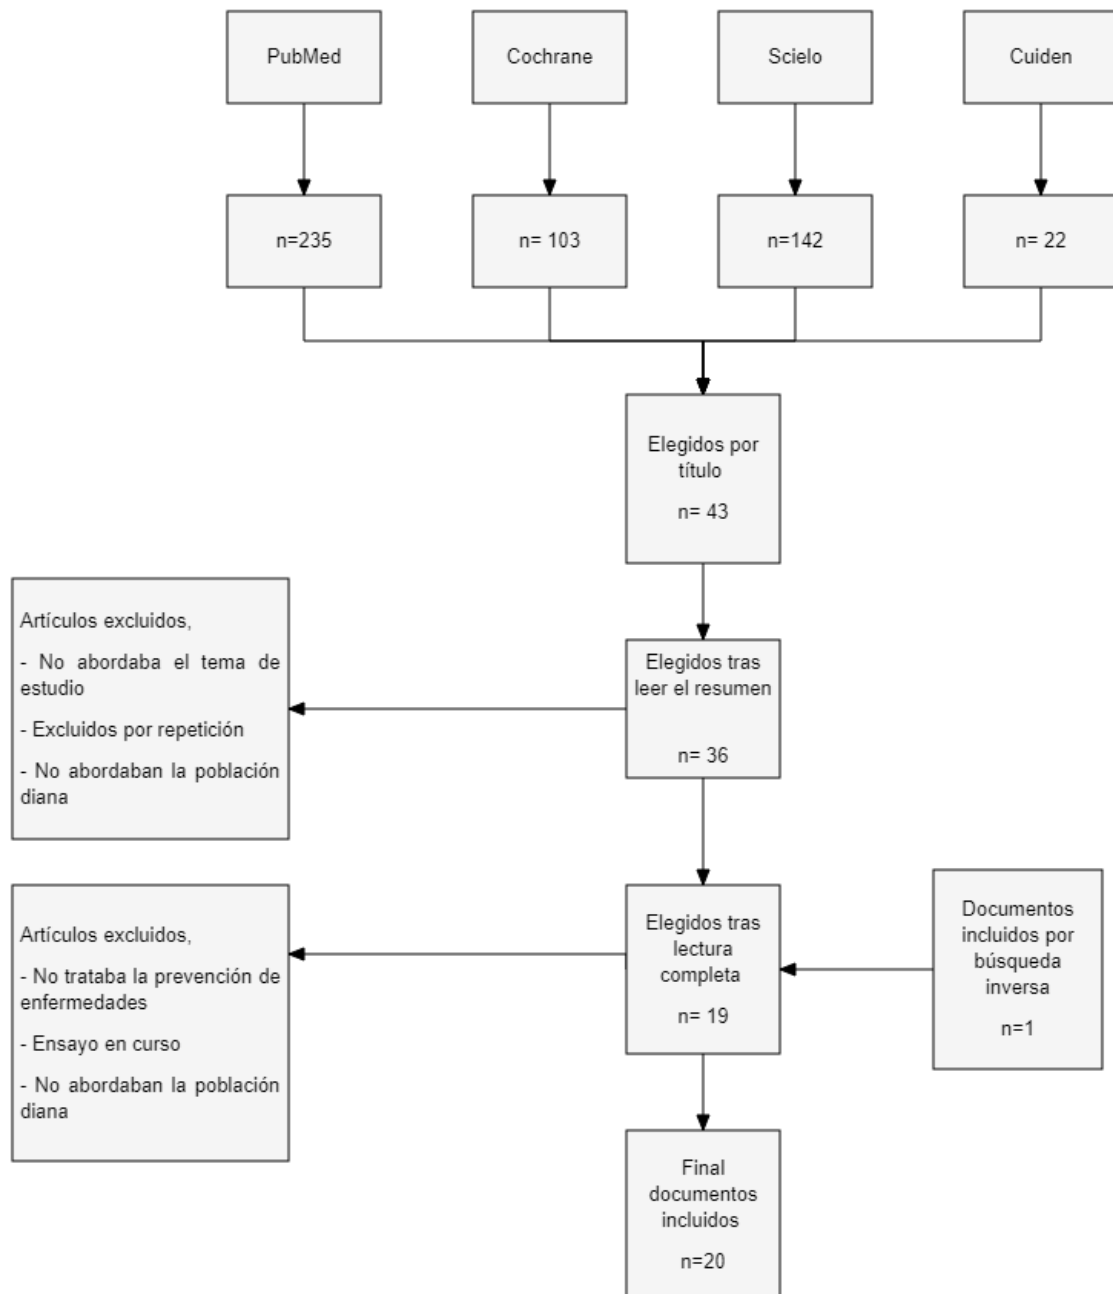 PubMed
Cochrane
Scielo
Cuiden
n=235
n= 103
n=142
n= 22
Elegidos por
título
n= 43
Artículos excluidos,
- No abordaba el tema de
estudio
- Excluidos por repetición
- No abordaban la población
diana
Elegidos tras
leer el resumen
n= 36
Artículos excluidos,
- No trataba la prevención de
enfermedades
- Ensayo en curso
- No abordaban la población
diana
Elegidos tras
lectura
completa
n= 19
Documentos
incluidos por
búsqueda
inversa
n=1
Final
documentos
incluidos
n=20